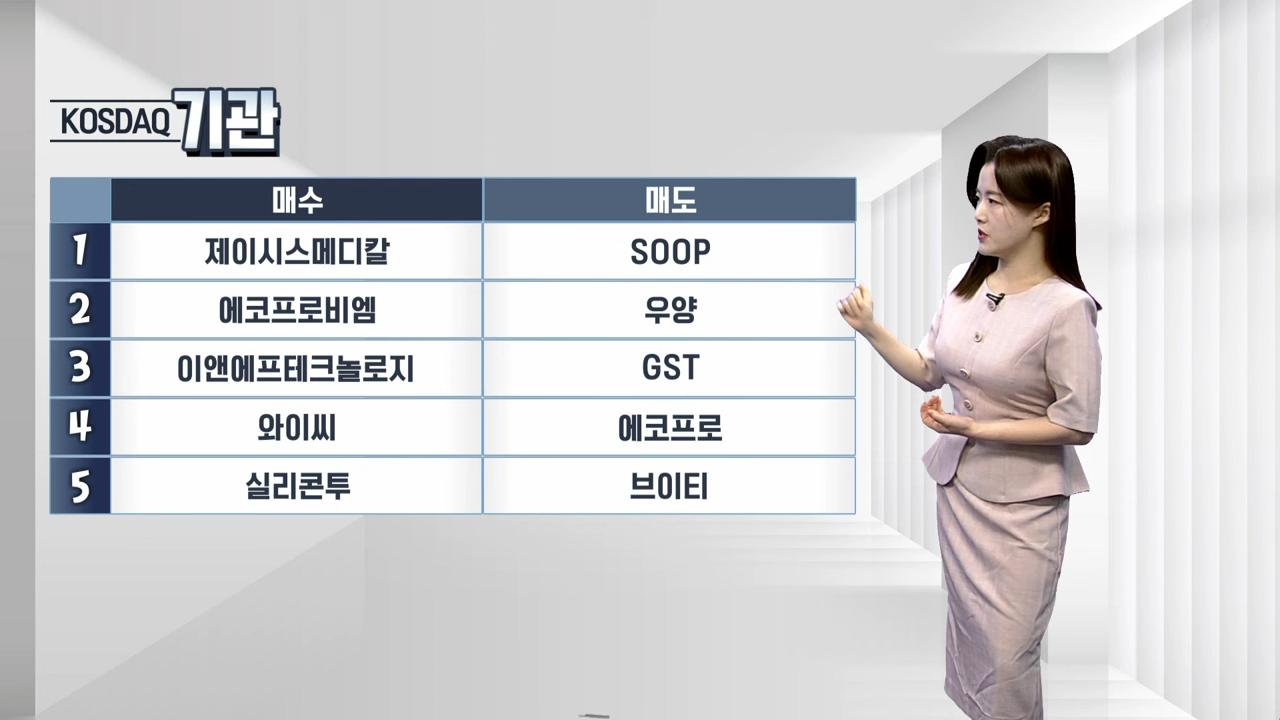 KOSDAQ 기관
매수 매도
1 제이시스메디칼 SOOP
2 에코프로비엠 우양
3 이앤에프테크놀로지 GST
4 와이씨 에코프로
5 실리콘투 브이티